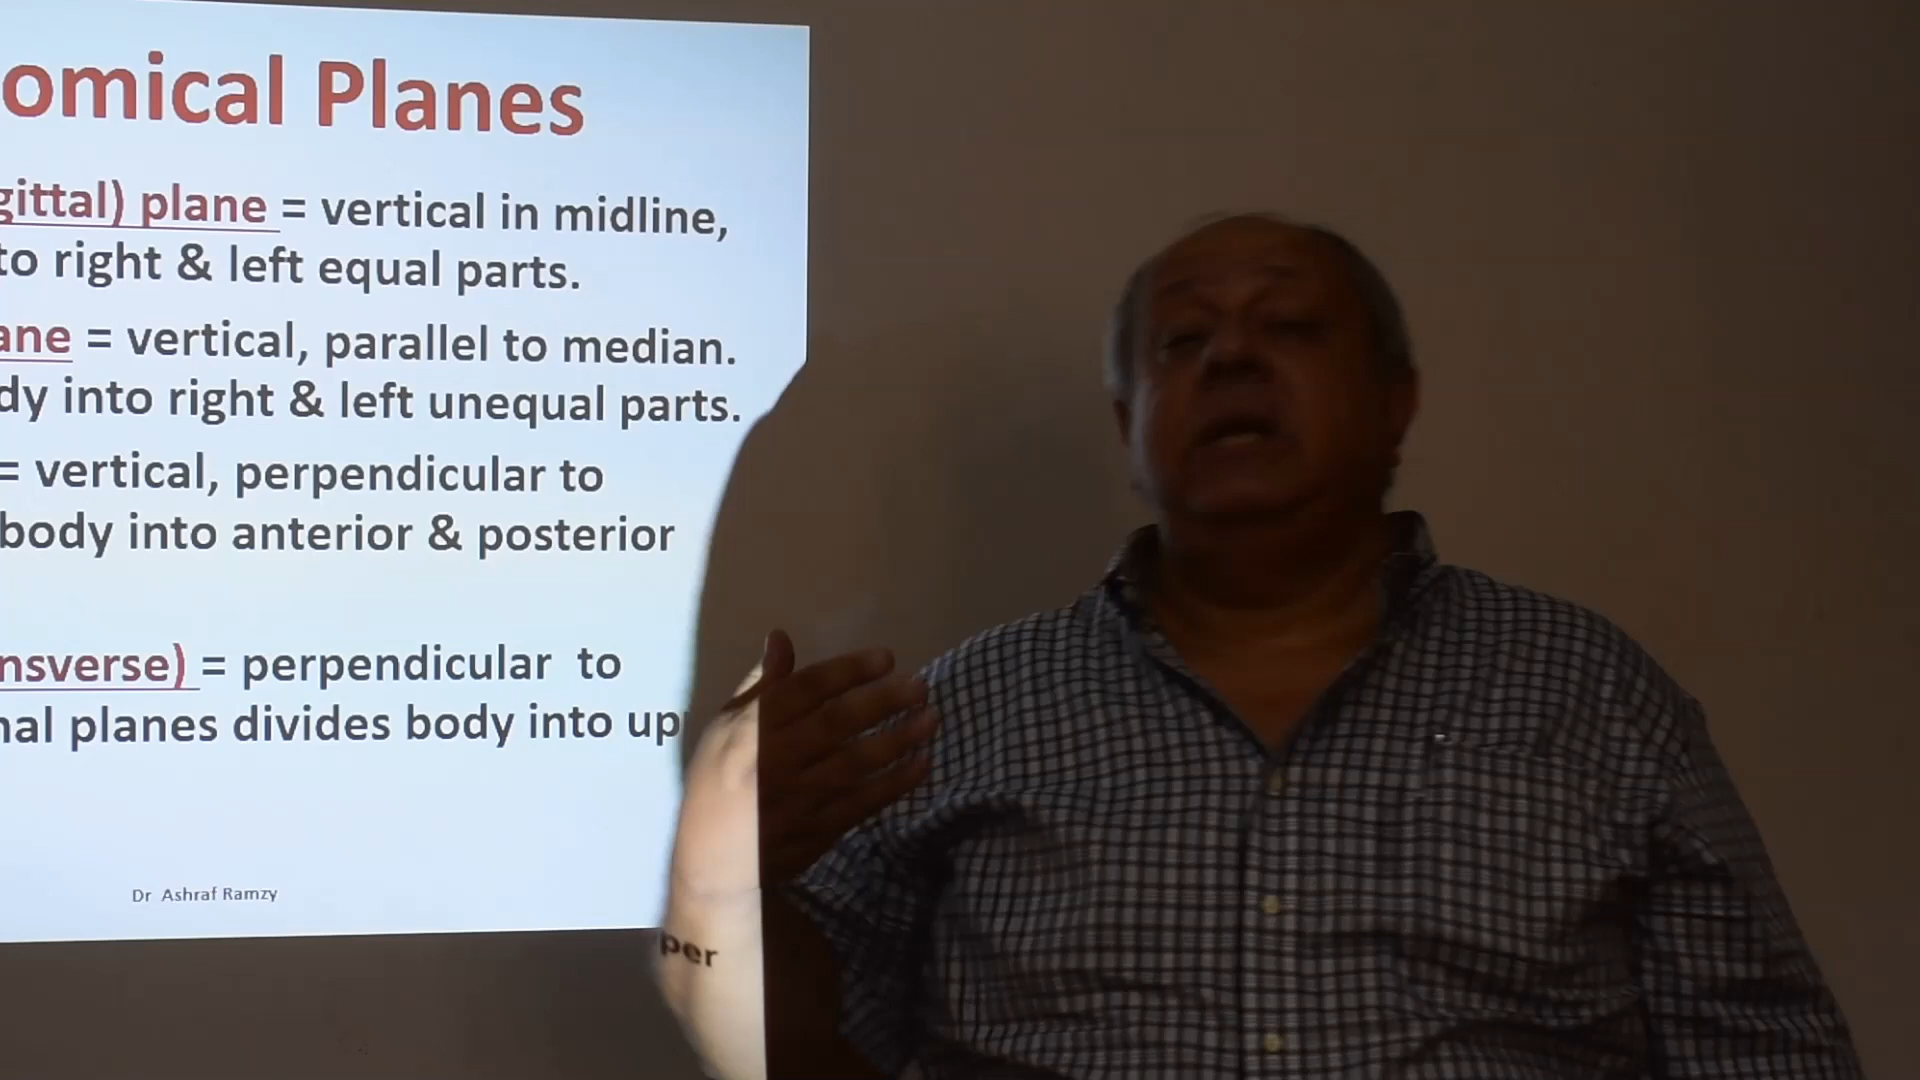 omical Planes
gittal) plane = vertical in midline,
to right & left equal parts.
ane = vertical, parallel to median.
dy into right & left unequal parts.
= vertical, perpendicular to
body into anterior & posterior
nsverse) = perpendicular to
nal planes divides body into up
per
Dr Ashraf Ramzy